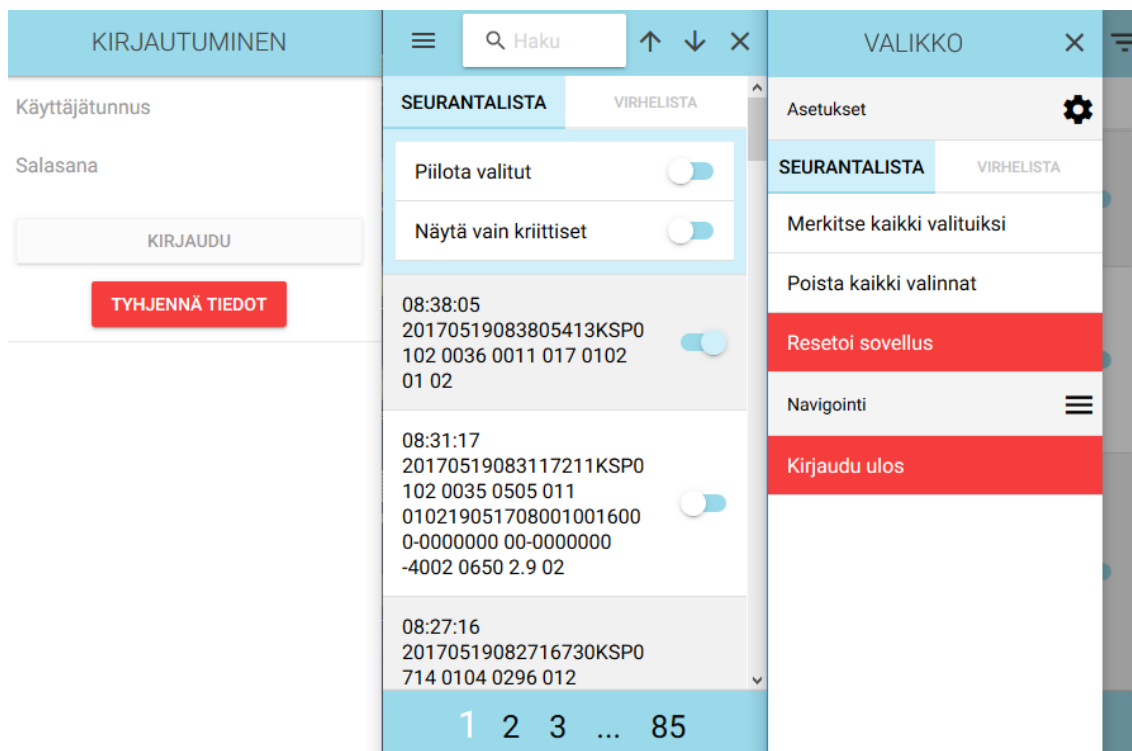 KIRJAUTUMINEN
Käyttäjätunnus
Salasana
KIRJAUDU
TYHJENNÄ TIEDOT
Haku
SEURANTALISTA VIRHELISTA
Piilota valitut
Näytä vain kriittiset
08:38:05
20170519083805413KSP0
102 0036 0011 017 0102
01 02
08:31:17
20170519083117211KSP0
102 0035 0505 011
010219051708001001600
0-0000000 00-0000000
-4002 0650 2.9 02
08:27:16
20170519082716730KSP0
714 0104 0296 012
1 2 3 ... 85
VALIKKO
Asetukset
SEURANTALISTA VIRHELISTA
Merkitse kaikki valituiksi
Poista kaikki valinnat
Resetoi sovellus
Navigointi
Kirjaudu ulos